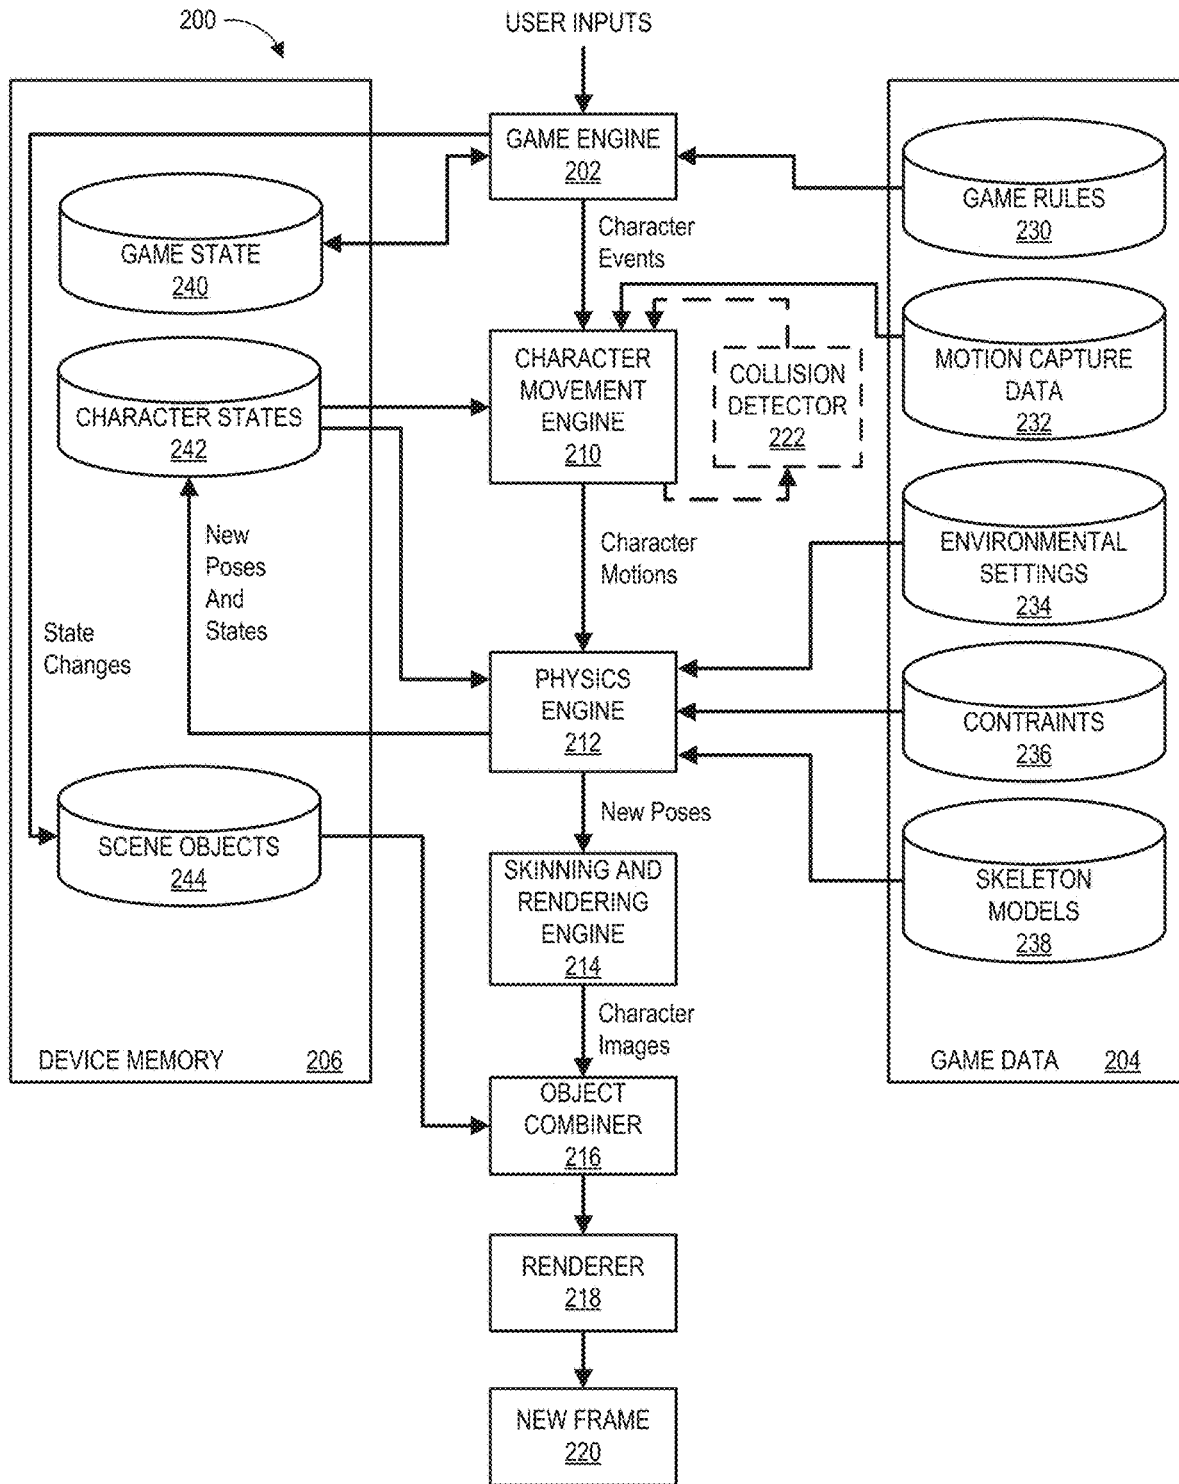 200
USER INPUTS
GAME ENGINE
202
GAME RULES
230
GAME STATE
240
Character
Events
MOTION CAPTURE
DATA
232
CHARACTER
MOVEMENT
ENGINE
210
COLLISION
DETECTOR
222
CHARACTER STATES
242
ENVIRONMENTAL
SETTINGS
234
New
Poses
And
States
Character
Motions
State
Changes
PHYSICS
ENGINE
212
CONTRAINTS
236
New Poses
SCENE OBJECTS
244
SKINNING AND
RENDERING
ENGINE
214
SKELETON
MODELS
238
Character
Images
DEVICE MEMORY 206
GAME DATA 204
OBJECT
COMBINER
216
RENDERER
218
NEW FRAME
220